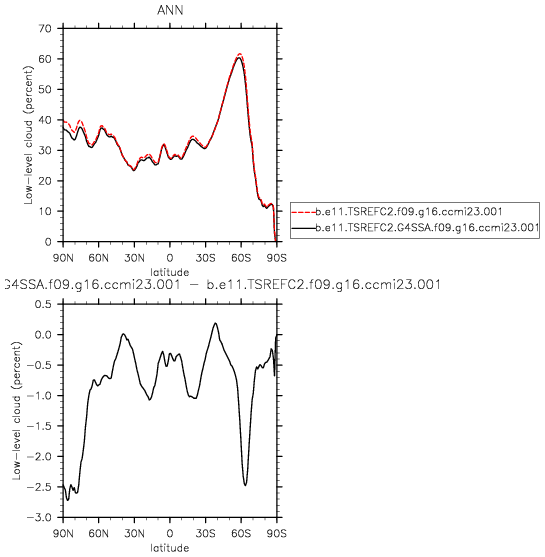 ANN
70
60
50
40
30
20
10
0
Low-level cloud (percent)
90N 60N 30N 0 30S 60S 90S
latitude
b.e11.TSREFC2.f09.g16.ccmi23.001
b.e11.TSREFC2.G4SSA.f09.g16.ccmi23.001
G4SSA.f09.g16.ccmi23.001 - b.e11.TSREFC2.f09.g16.ccmi23.001
0.5
0.0
-0.5
-1.0
-1.5
-2.0
-2.5
-3.0
Low-level cloud (percent)
90N 60N 30N 0 30S 60S 90S
latitude